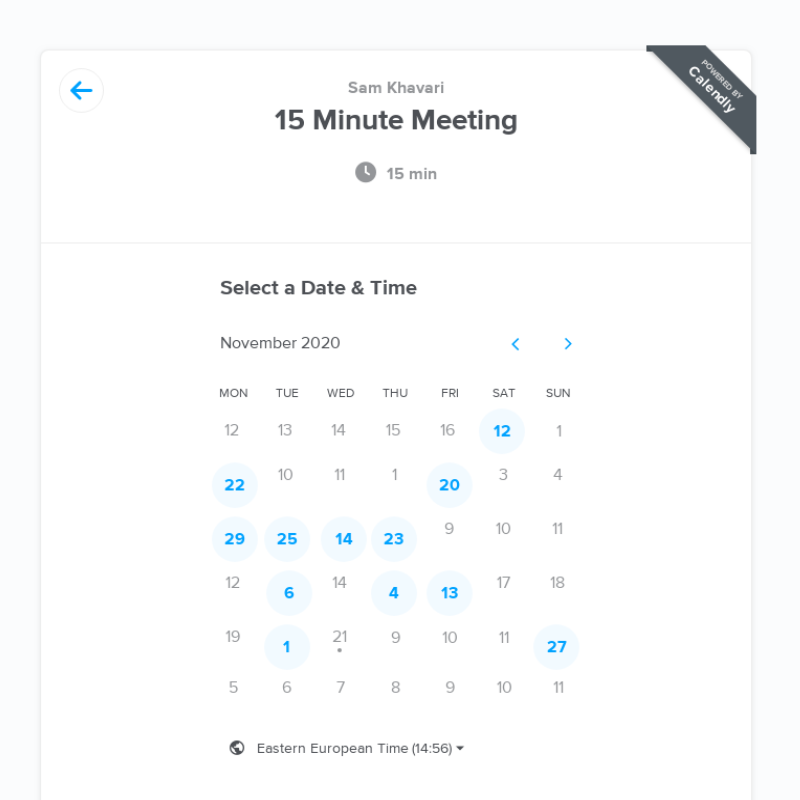 POWERED BY
Calendly
Sam Khavari
15 Minute Meeting
15 min
Select a Date & Time
November 2020
MON TUE WED THU FRI SAT SUN
12 13 14 15 16 12 1
22 10 11 1 20 3 4
29 25 14 23 9 10 11
12 6 14 4 13 17 18
19 1 21 9 10 11 27
5 6 7 8 9 10 11
Eastern European Time (14:56)